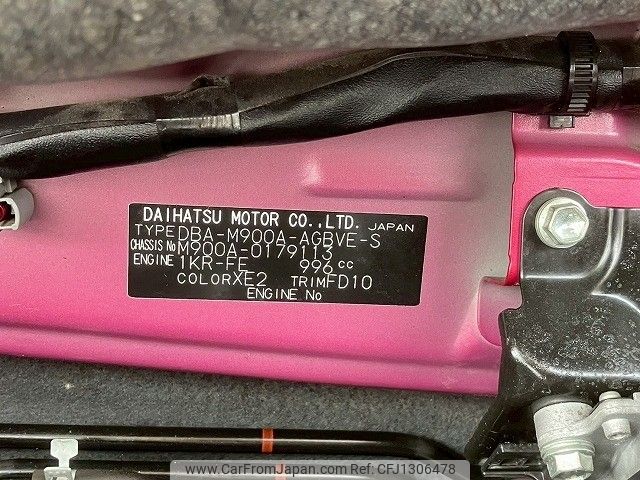 DAIHATSU MOTOR CO.,LTD. JAPAN
TYPE DBA-M900A-AGBVE-S
CHASSIS No M900A-0179113
ENGINE 1KR-FE 996 cc
COLOR XE2 TRIM FD10
ENGINE No
© CarFromJapan.com - Ref No. CFJ1306478